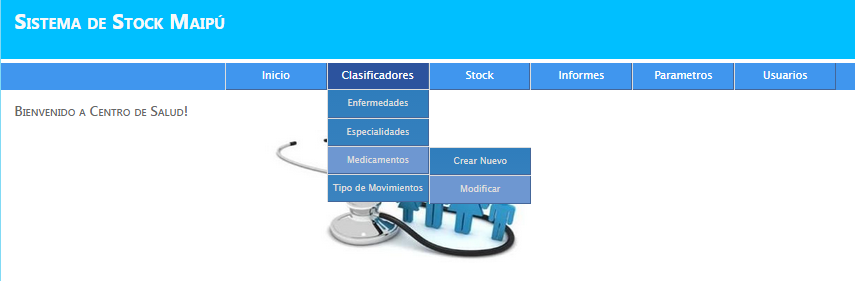 Sistema de Stock Maipú
Inicio Clasificadores Stock Informes Parametros Usuarios
Enfermedades
Bienvenido a Centro de Salud!
Especialidades
Medicamentos Crear Nuevo
Tipo de Movimientos Modificar